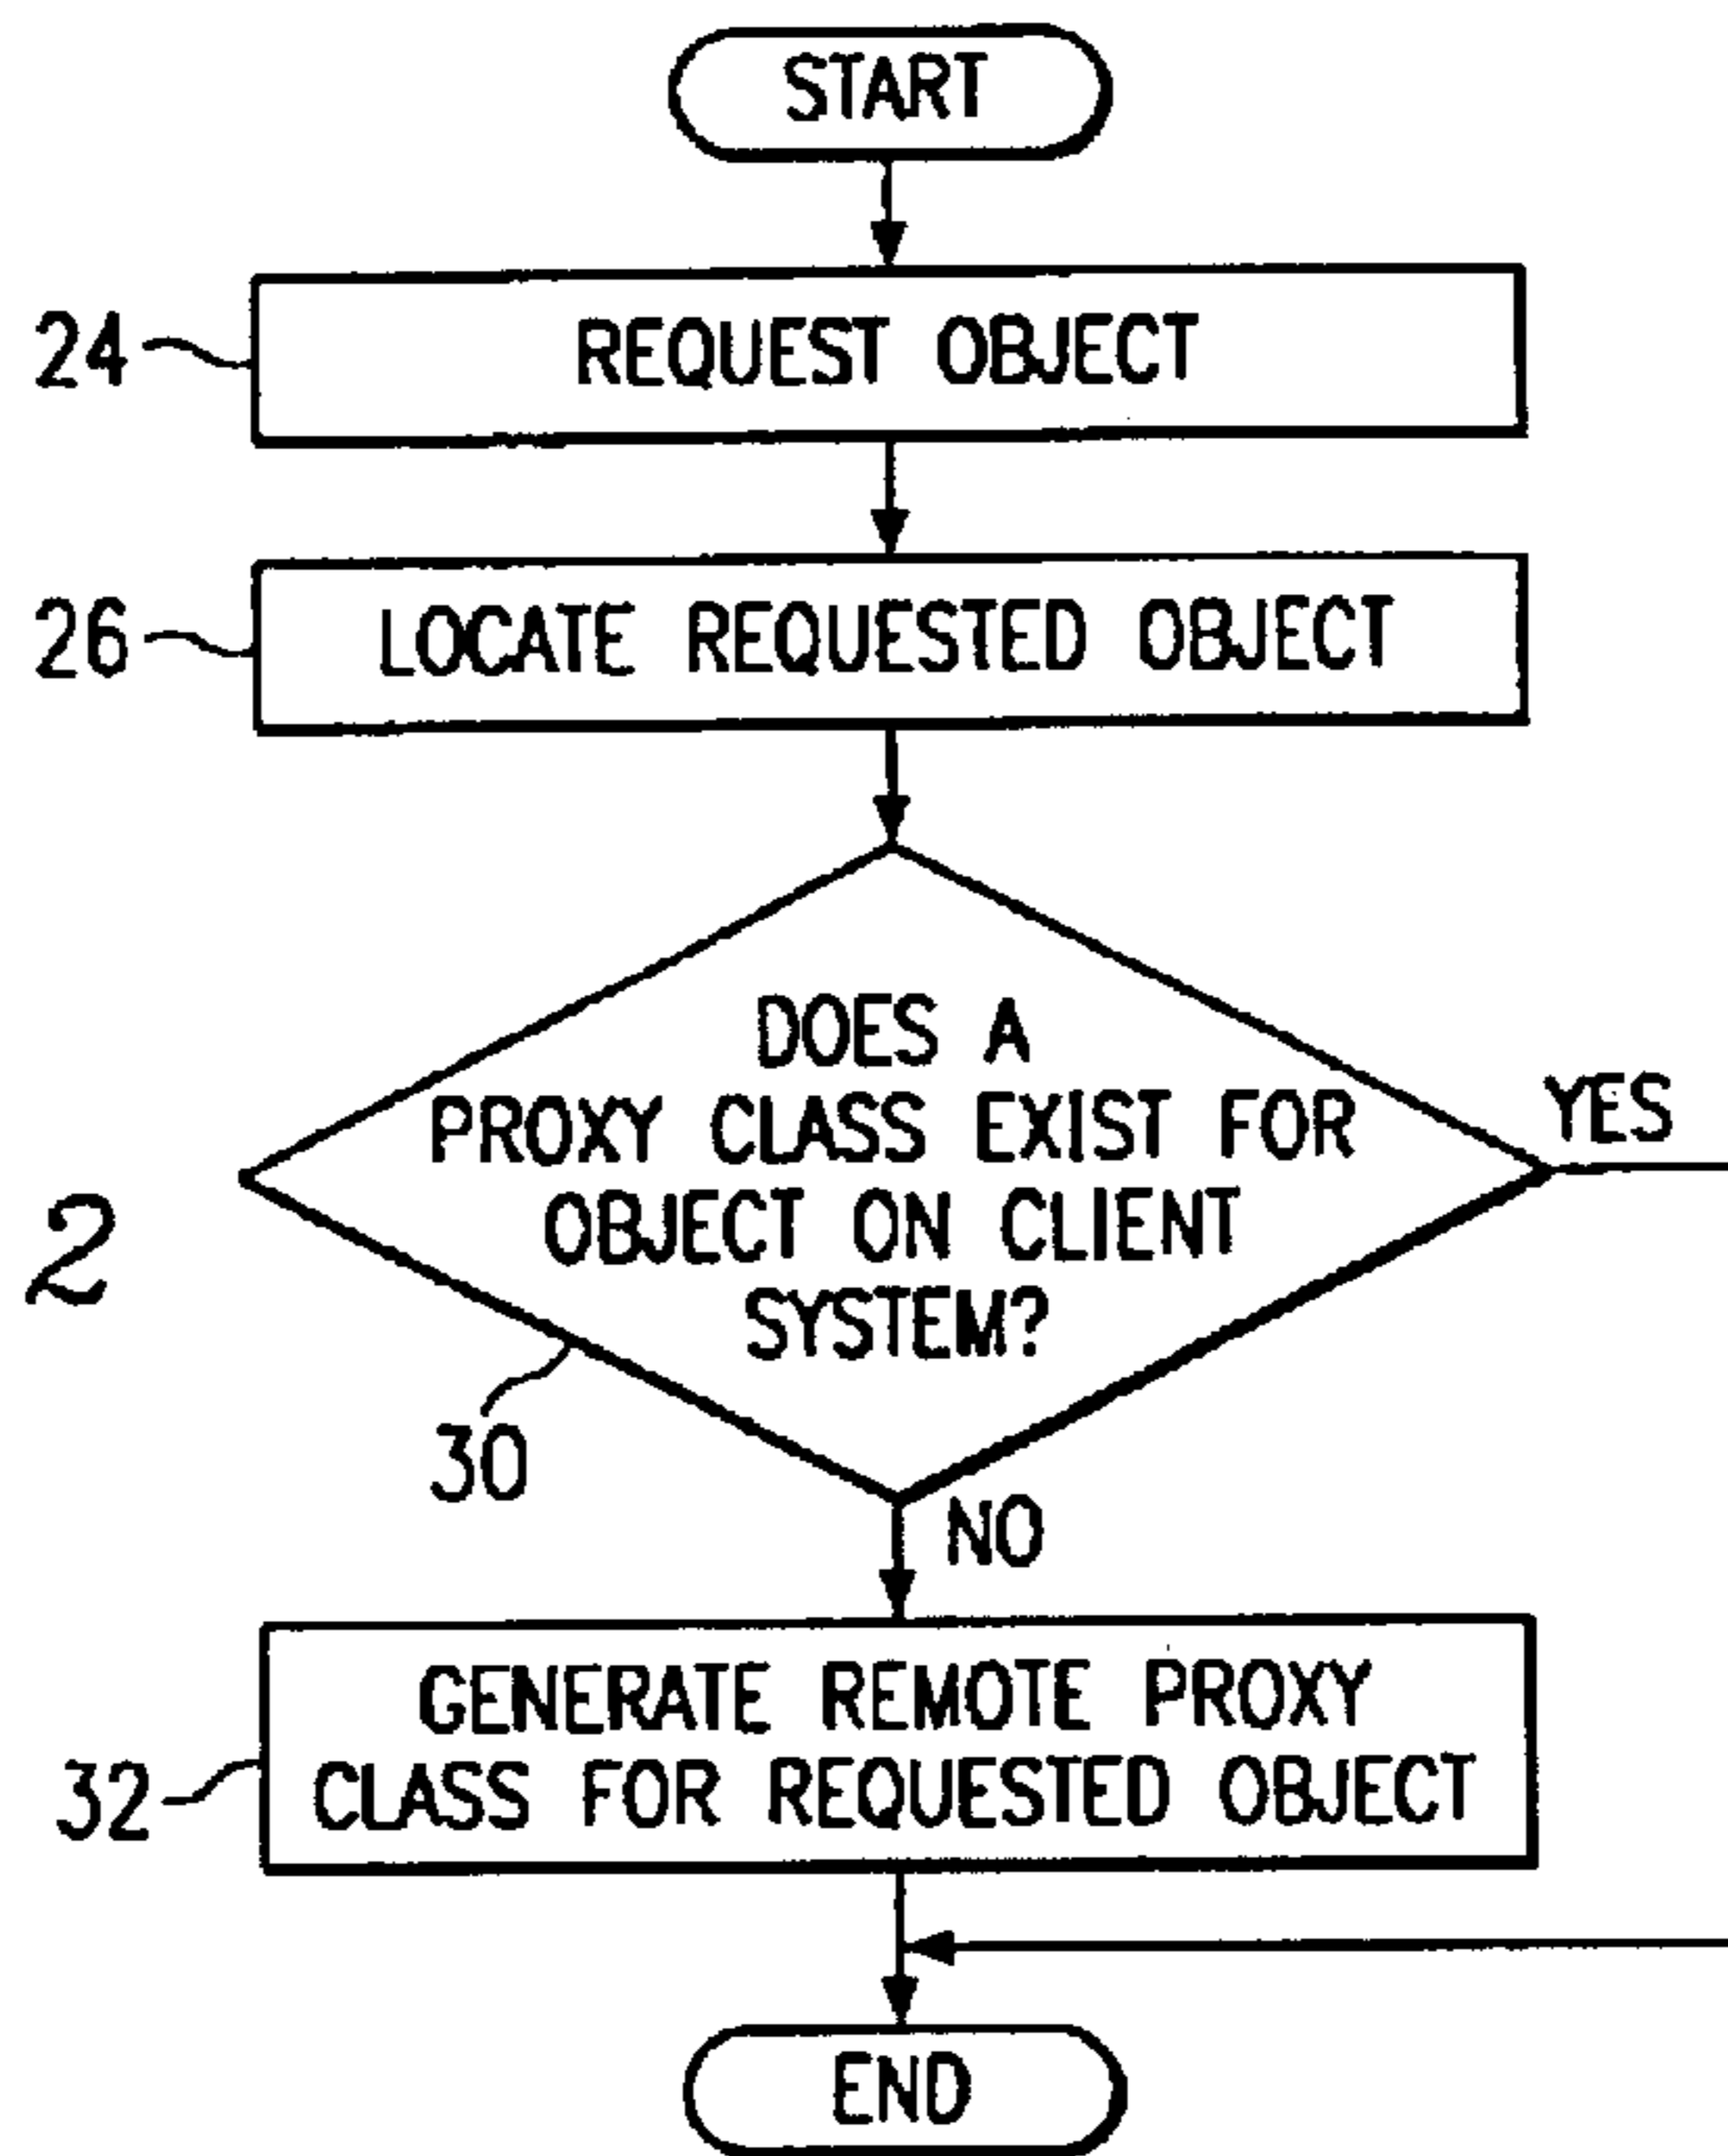 START
24
REQUEST OBJECT
26
LOCATE REQUESTED OBJECT
DOES A
PROXY CLASS EXIST FOR
OBJECT ON CLIENT
SYSTEM?
YES
2
30
NO
GENERATE REMOTE PROXY
CLASS FOR REQUESTED OBJECT
32
END